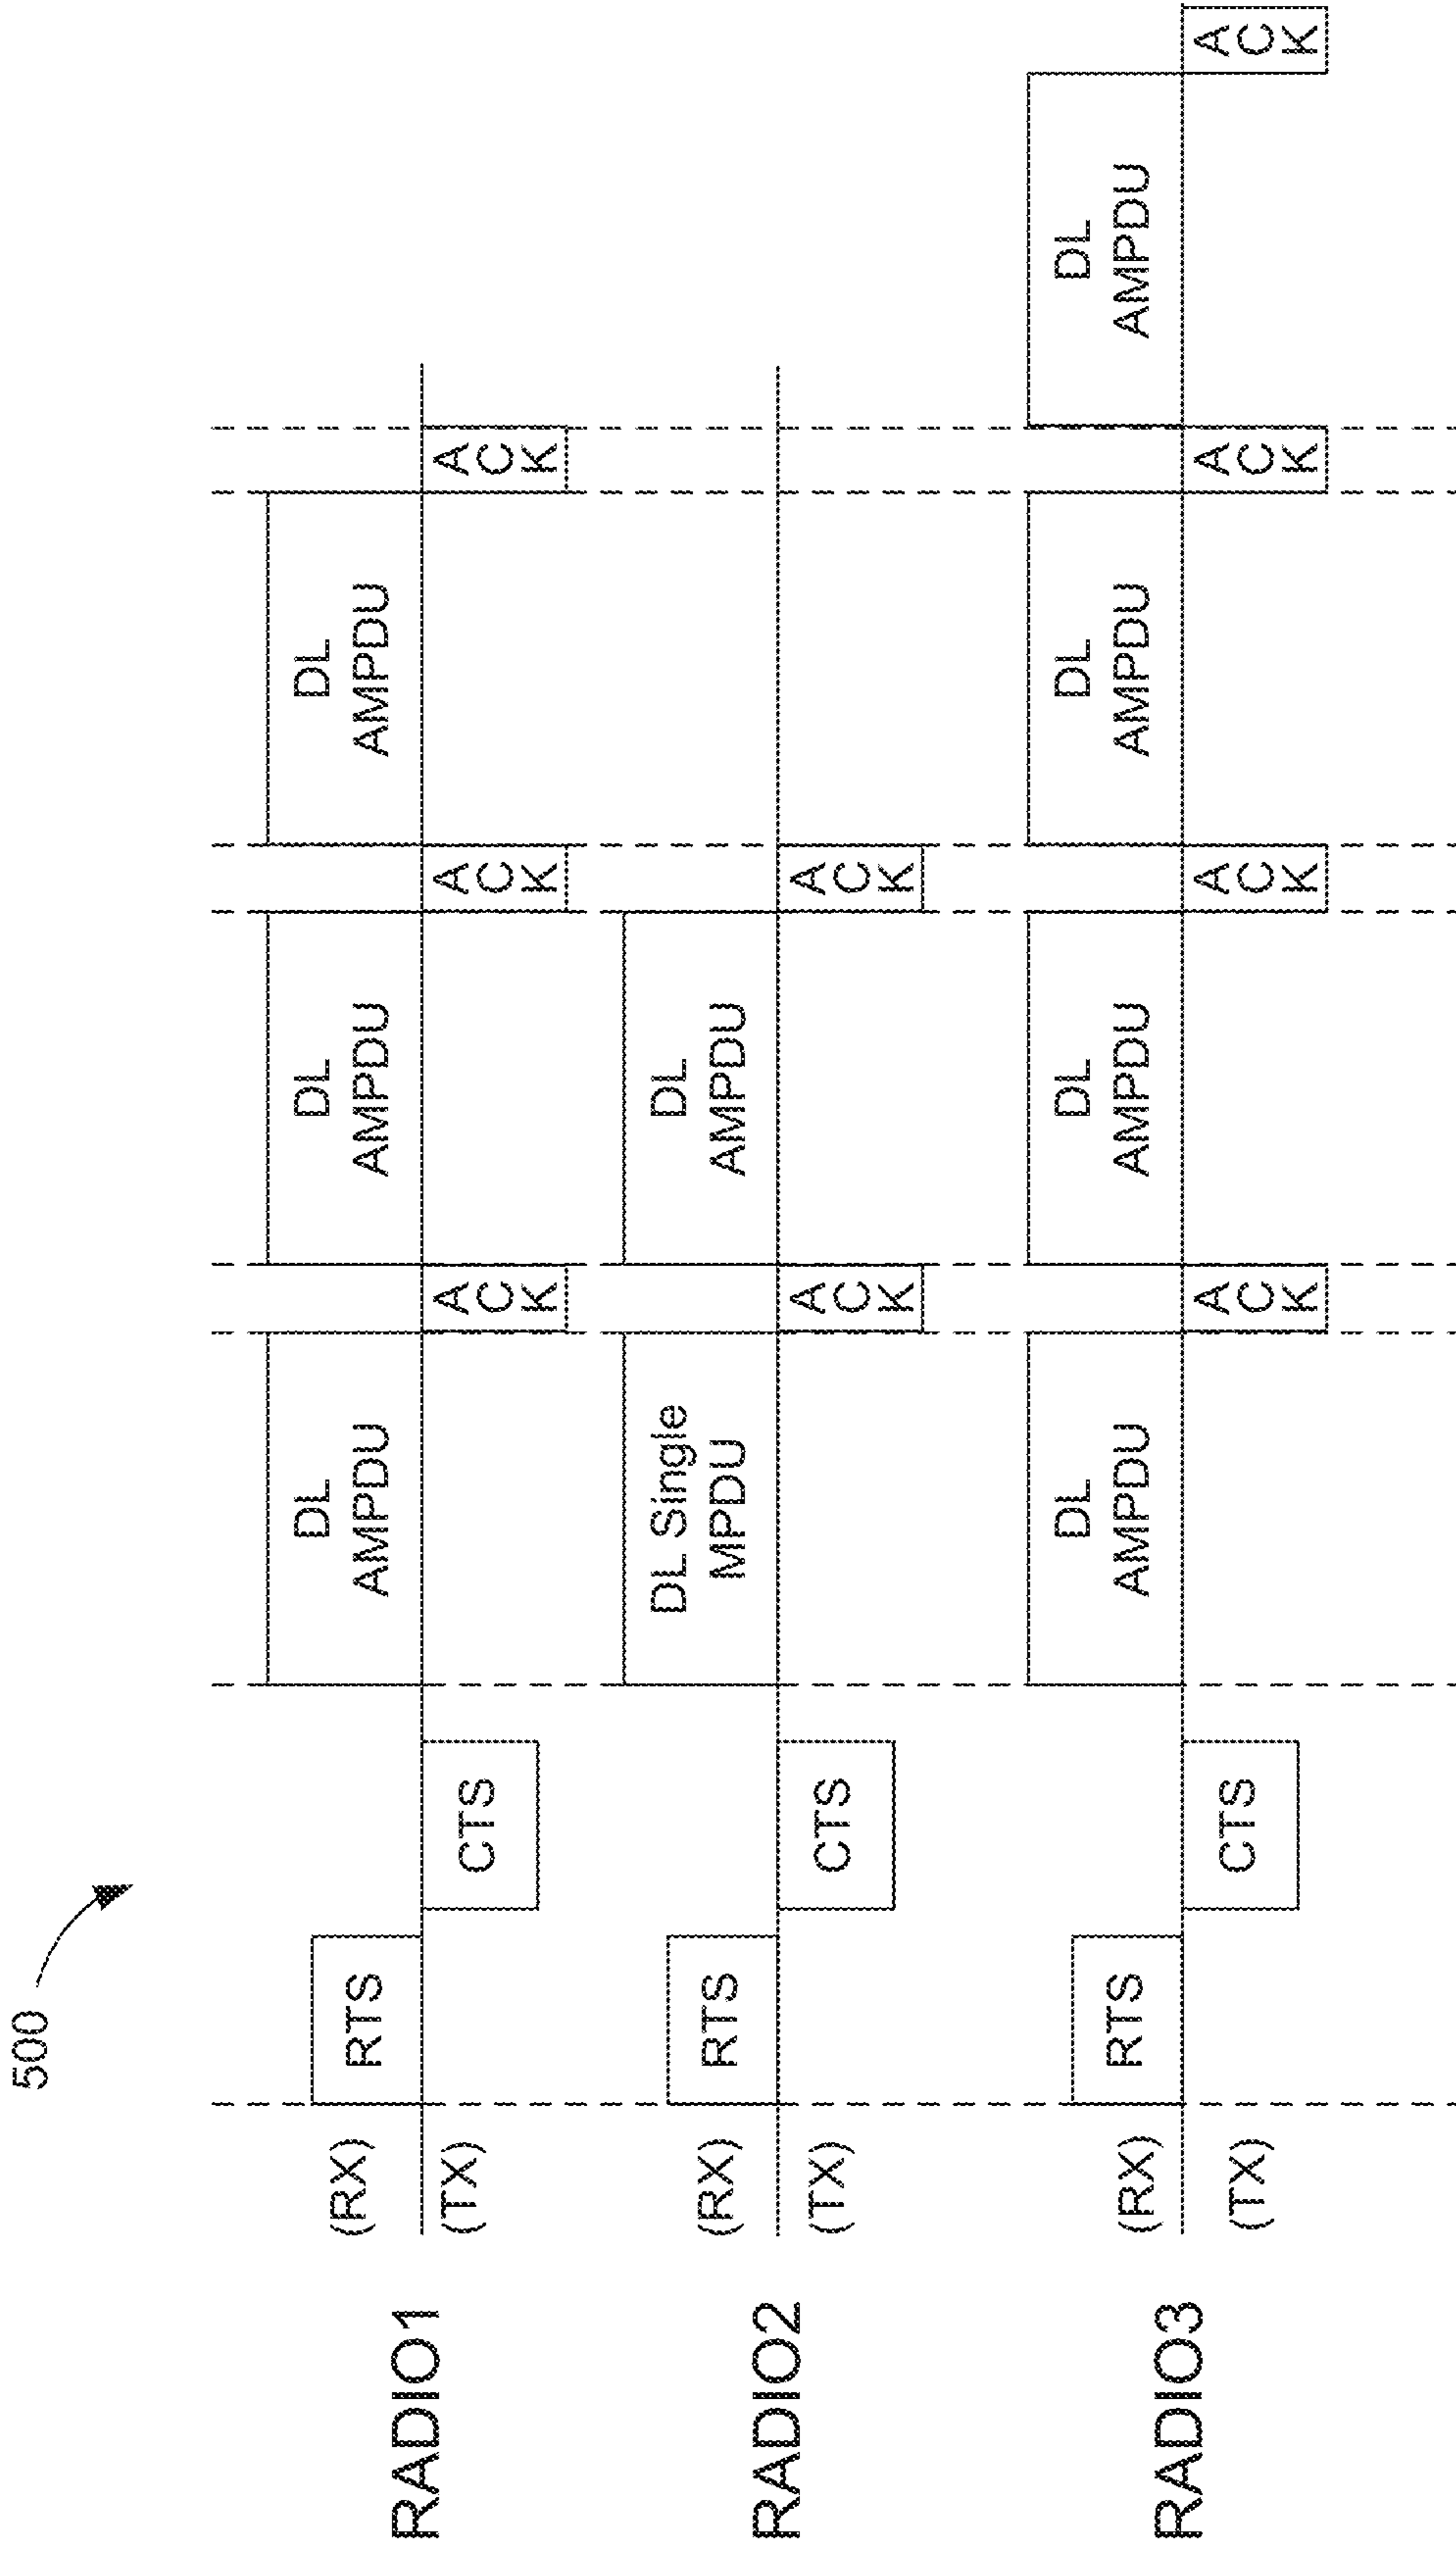 500
RADIO1
(RX)
(TX)
RTS
CTS
DL
AMPDU
ACK
DL
AMPDU
ACK
DL
AMPDU
ACK
RADIO2
(RX)
(TX)
RTS
CTS
DL Single
MPDU
ACK
DL
AMPDU
ACK
RADIO3
(RX)
(TX)
RTS
CTS
DL
AMPDU
ACK
DL
AMPDU
ACK
DL
AMPDU
ACK
DL
AMPDU
ACK